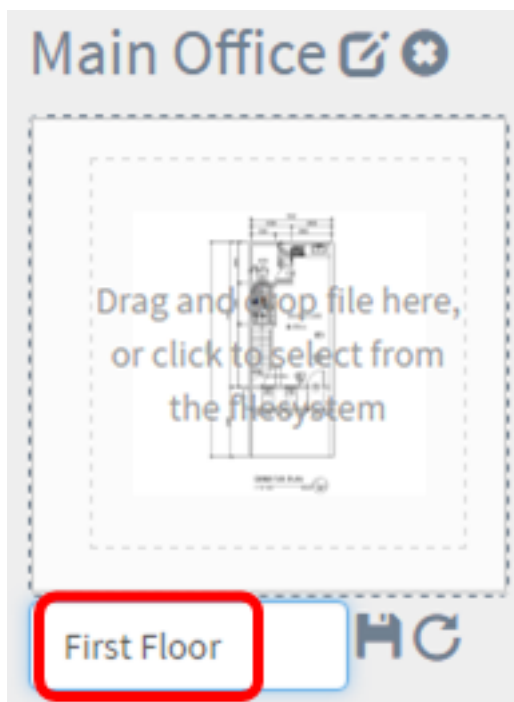 Main Office
Drag and drop file here,
or click to select from
the filesystem
First Floor